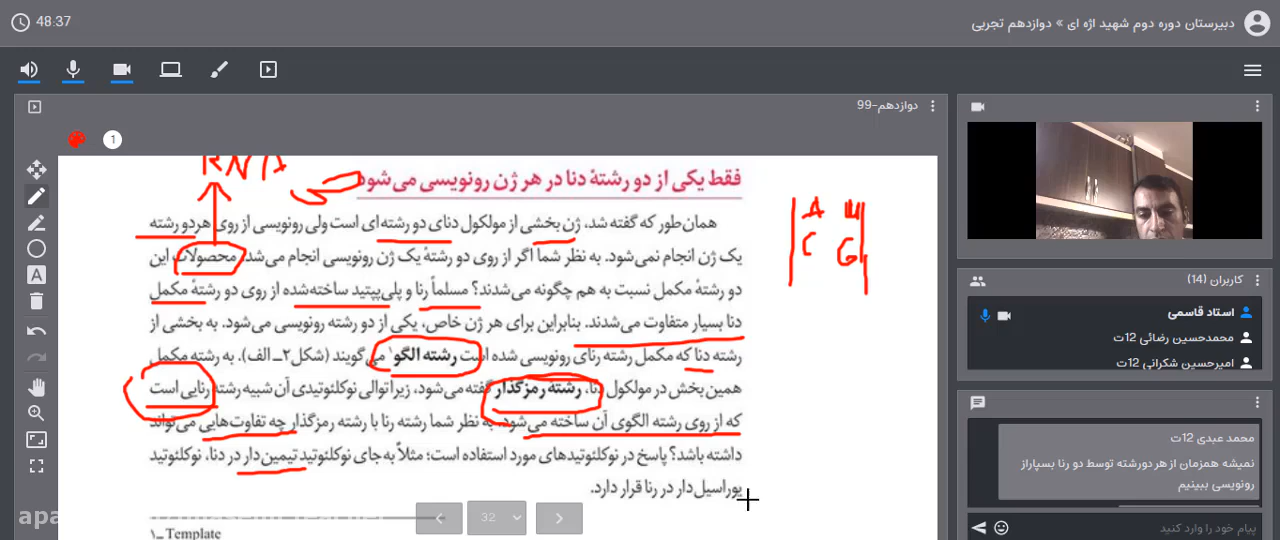 48:37
دبیرستان دوره دوم شهید اژه ای » دوازدهم تجربی
دوازدهم-99
1
RNA
فقط یکی از دو رشتهٔ دنا در هر ژن رونویسی می‌شود
همان‌طور که گفته شد، ژن بخشی از مولکول دنای دو رشته ای است ولی رونویسی از روی هردو رشته
یک ژن انجام نمی‌شود. به نظر شما اگر از روی دو رشتهٔ یک ژن رونویسی انجام می‌شد، محصولات این
دو رشتهٔ مکمل نسبت به هم چگونه می‌شدند؟ مسلماً رنا و پلی‌پپتید ساخته‌شده از روی دو رشتهٔ مکمل
دنا بسیار متفاوت می‌شدند. بنابراین برای هر ژن خاص، یکی از دو رشته رونویسی می‌شود. به بخشی از
رشته دنا که مکمل رشته رنای رونویسی شده است رشته الگو۱ می‌گویند (شکل۲ـ الف). به رشته مکمل
همین بخش در مولکول دنا، رشته رمزگذار گفته می‌شود، زیرا توالی نوکلئوتیدی آن شبیه رشته رنایی است
که از روی رشته الگوی آن ساخته می‌شود. به نظر شما رشته رنا با رشته رمزگذار چه تفاوت‌هایی می‌تواند
داشته باشد؟ پاسخ در نوکلئوتیدهای مورد استفاده است؛ مثلاً به جای نوکلئوتید تیمین‌دار در دنا، نوکلئوتید
یوراسیل‌دار در رنا قرار دارد.
۱ـ Template
A
C G
32
apa
کاربران (14)
استاد قاسمی
محمدحسین رضائی 12ت
امیرحسین شکرانی 12ت
محمد عبدی 12ت
نمیشه همزمان از هر دورشته توسط دو رنا بسپاراز
رونویسی ببینیم
پیام خود را وارد کنید